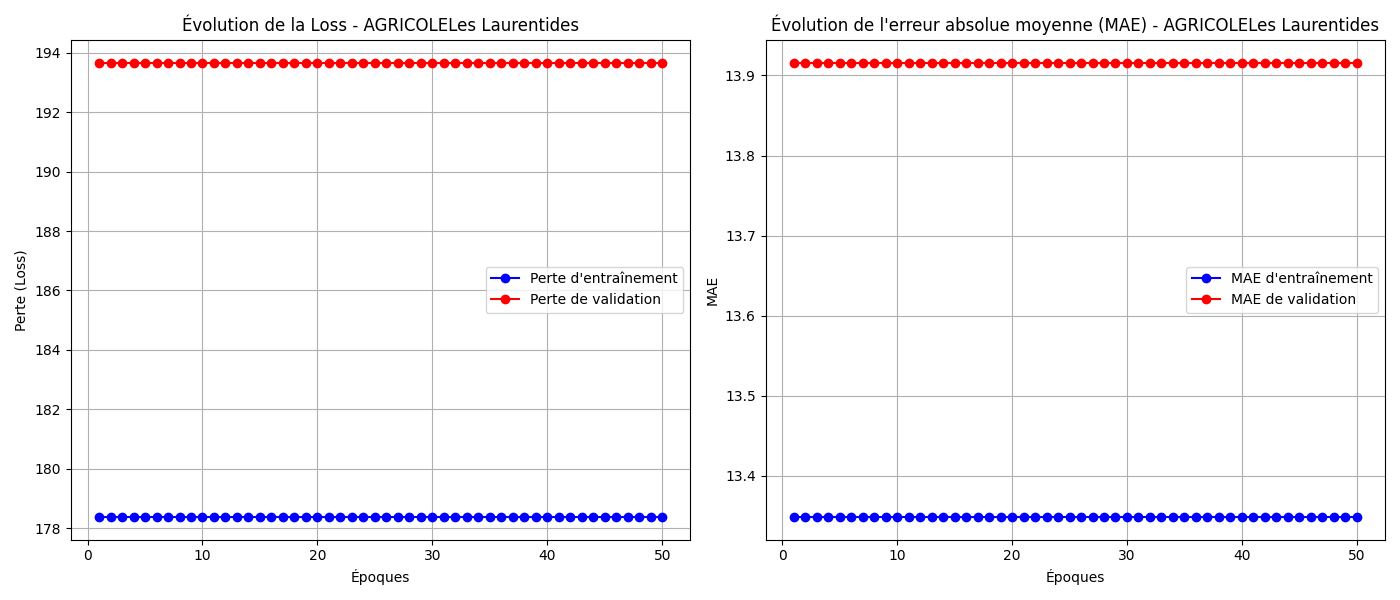 Évolution de la Loss - AGRICOLELes Laurentides
194
192
190
188
186
184
182
180
178
Perte (Loss)
Perte d'entraînement
Perte de validation
0 10 20 30 40 50
Époques
Évolution de l'erreur absolue moyenne (MAE) - AGRICOLELes Laurentides
13.9
13.8
13.7
13.6
13.5
13.4
MAE
MAE d'entraînement
MAE de validation
0 10 20 30 40 50
Époques